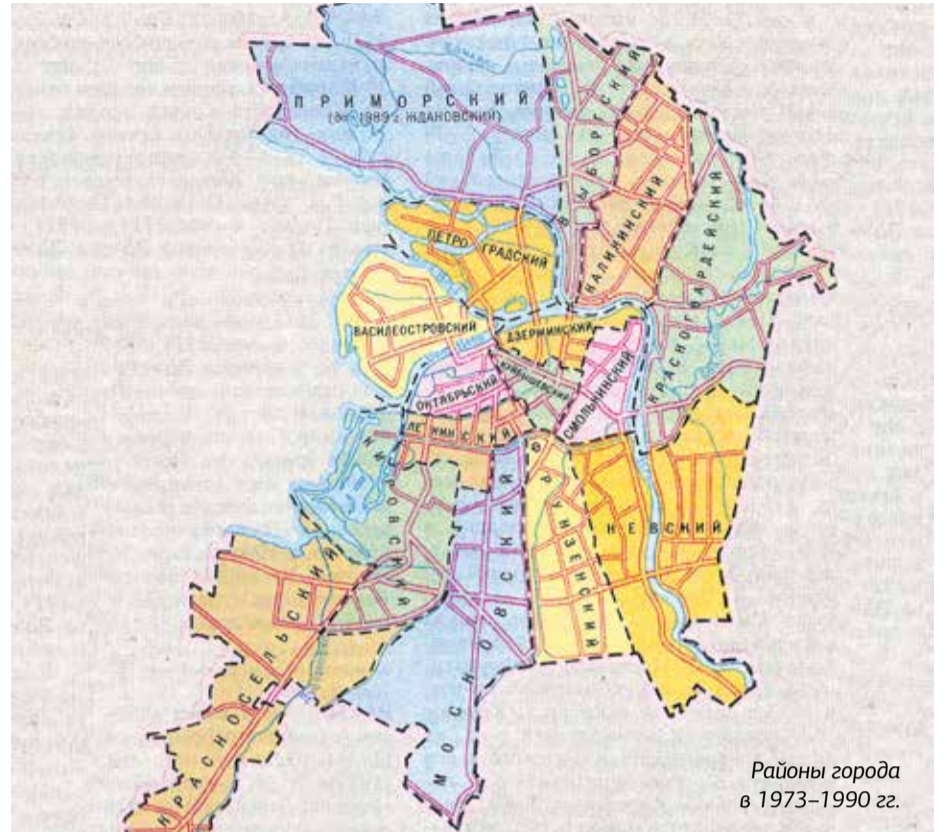 ПРИМОРСКИЙ
(до 1989 г. ЖДАНОВСКИЙ)
ВЫБОРГСКИЙ
КАЛИНИНСКИЙ
КРАСНОГВАРДЕЙСКИЙ
ПЕТРОГРАДСКИЙ
ВАСИЛЕОСТРОВСКИЙ
Нева
ДЗЕРЖИНСКИЙ
КУЙБЫШЕВСКИЙ
СМОЛЬНИНСКИЙ
ОКТЯБРЬСКИЙ
ЛЕНИНСКИЙ
КИРОВСКИЙ
МОСКОВСКИЙ
ФРУНЗЕНСКИЙ
НЕВСКИЙ
КРАСНОСЕЛЬСКИЙ
Районы города
в 1973–1990 гг.